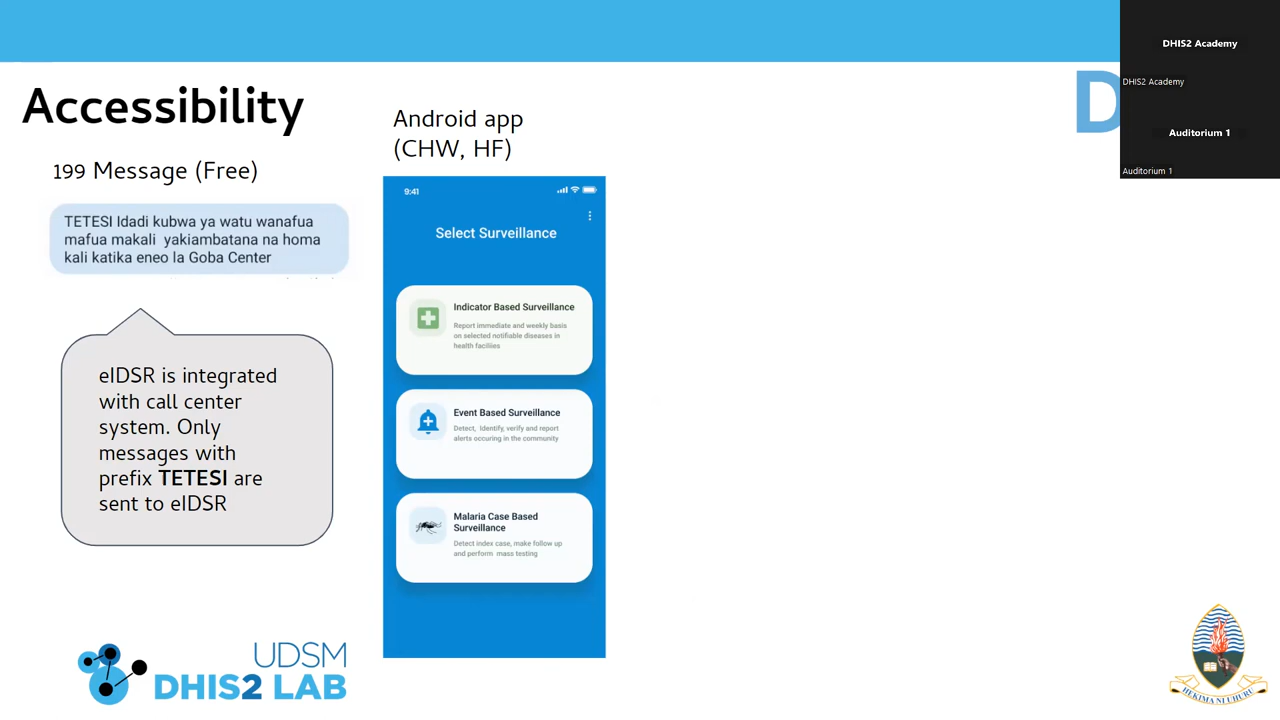 Accessibility
199 Message (Free)
TETESI Idadi kubwa ya watu wanafua
mafua makali yakiambatana na homa
kali katika eneo la Goba Center
eIDSR is integrated
with call center
system. Only
messages with
prefix TETESI are
sent to eIDSR
Android app
(CHW, HF)
9:41
Select Surveillance
Indicator Based Surveillance
Report immediate and weekly basis
on selected notifiable diseases in
health faciliies
Event Based Surveillance
Detect, Identify, verify and report
alerts occuring in the community
Malaria Case Based
Surveillance
Detect index case, make follow up
and perform mass testing
D
DHIS2 Academy
DHIS2 Academy
Auditorium 1
Auditorium 1
UDSM
DHIS2 LAB
HEKIMA NI UHURU